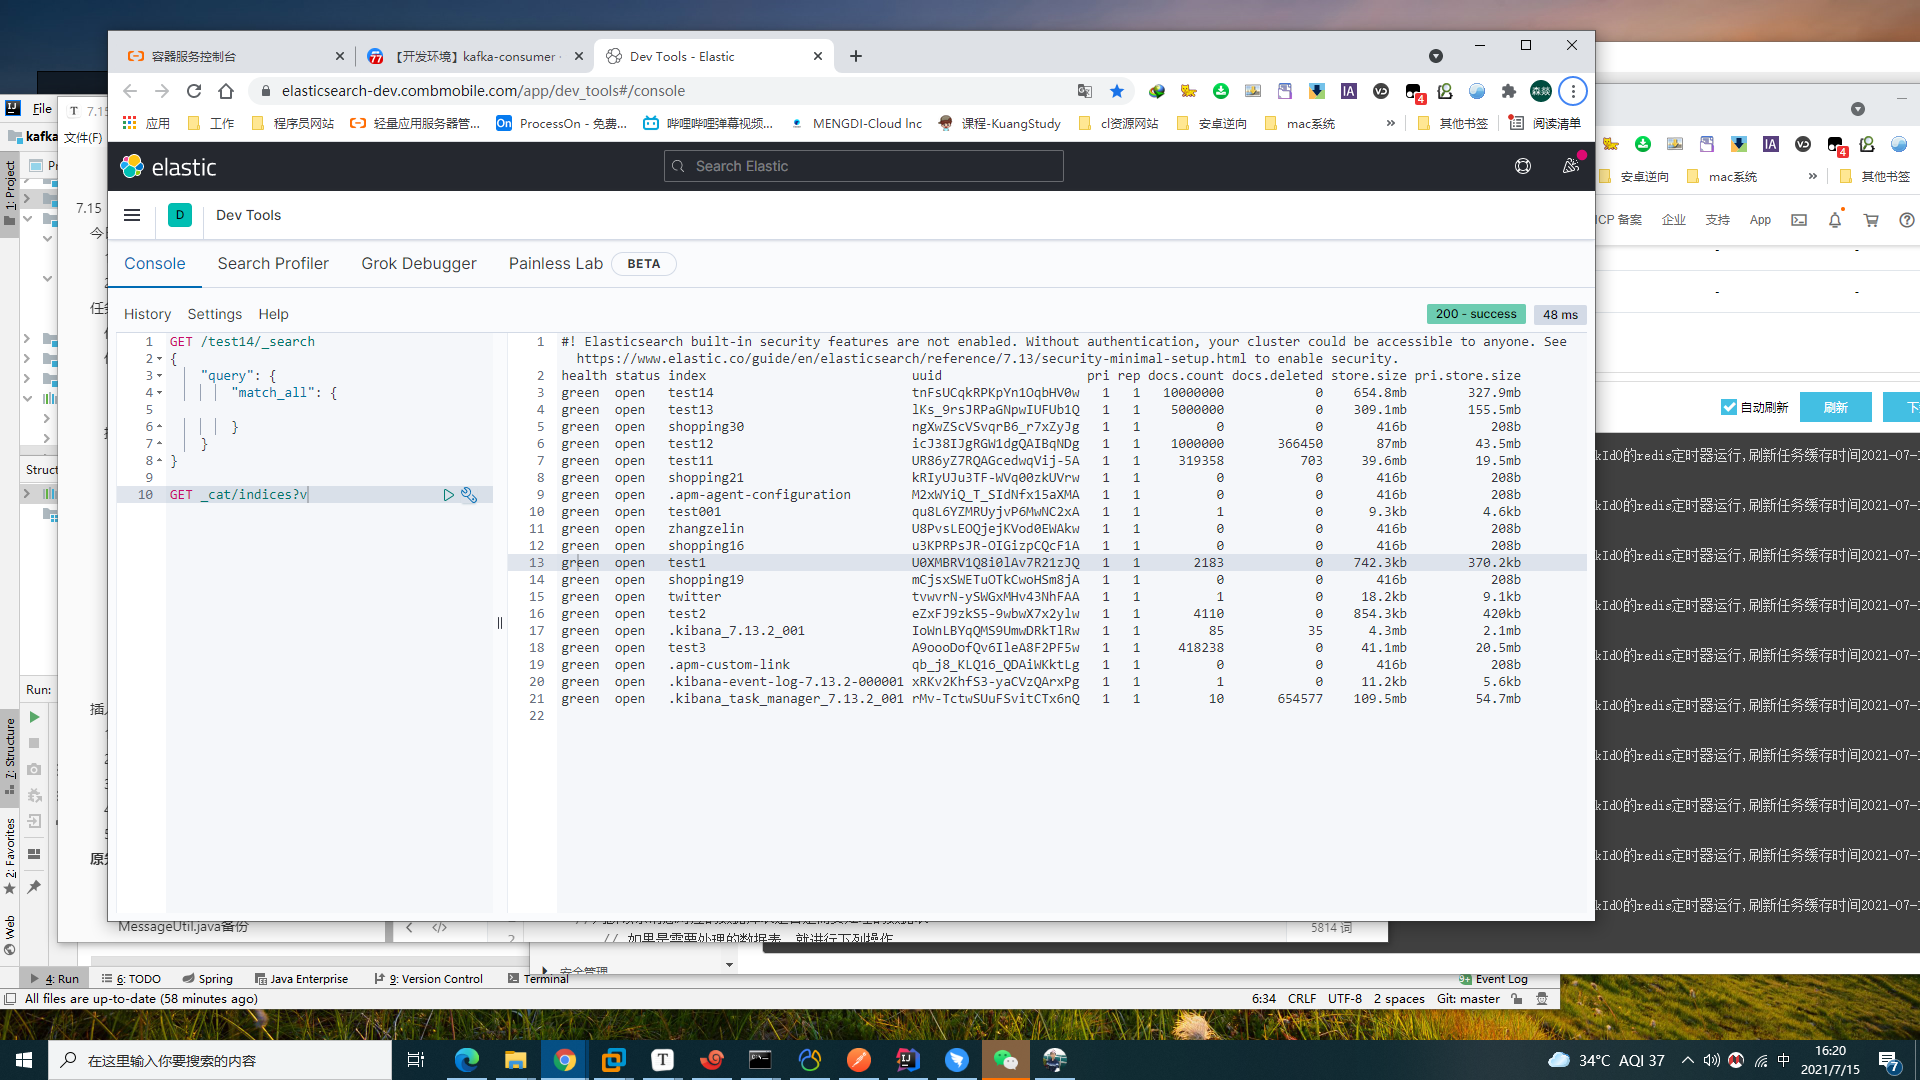 容器服务控制台
【开发环境】kafka-consumer
Dev Tools - Elastic
elasticsearch-dev.combmobile.com/app/dev_tools#/console
应用
工作
程序员网站
轻量应用服务器管...
ProcessOn - 免费...
哔哩哔哩弹幕视频...
MENGDI-Cloud Inc
课程-KuangStudy
cl资源网站
安卓逆向
mac系统
»
其他书签
阅读清单
elastic
Search Elastic
D
Dev Tools
Console
Search Profiler
Grok Debugger
Painless Lab
BETA
History
Settings
Help
200 - success
48 ms
1 GET /test14/_search
2 {
3 "query": {
4 "match_all": {
5
6 }
7 }
8 }
9
10 GET _cat/indices?v
1 #! Elasticsearch built-in security features are not enabled. Without authentication, your cluster could be accessible to anyone. See
https://www.elastic.co/guide/en/elasticsearch/reference/7.13/security-minimal-setup.html to enable security.
2 health status index uuid pri rep docs.count docs.deleted store.size pri.store.size
3 green open test14 tnFsUCqkRPKpYn1OqbHV0w 1 1 10000000 0 654.8mb 327.9mb
4 green open test13 lKs_9rsJRPaGNpwIUFUb1Q 1 1 5000000 0 309.1mb 155.5mb
5 green open shopping30 ngXwZScVSvqrB6_r7xZyJg 1 1 0 0 416b 208b
6 green open test12 icJ38IJgRGW1dgQAIBqNDg 1 1 1000000 366450 87mb 43.5mb
7 green open test11 UR86yZ7RQAGcedwqVij-5A 1 1 319358 703 39.6mb 19.5mb
8 green open shopping21 kRIyUJu3TF-WVq00zkUVrw 1 1 0 0 416b 208b
9 green open .apm-agent-configuration M2xWYiQ_T_SIdNfx15aXMA 1 1 0 0 416b 208b
10 green open test001 qu8L6YZMRUyjvP6MwNC2xA 1 1 1 0 9.3kb 4.6kb
11 green open zhangzelin U8PvsLEOQjejKVod0EWAkw 1 1 0 0 416b 208b
12 green open shopping16 u3KPRPsJR-OIGizpCQcF1A 1 1 0 0 416b 208b
13 green open test1 U0XMBRV1Q8i0lAv7R21zJQ 1 1 2183 0 742.3kb 370.2kb
14 green open shopping19 mCjsxSWETuOTkCwoHSm8jA 1 1 0 0 416b 208b
15 green open twitter tvwvrN-ySWGxMHv43NhFAA 1 1 1 0 18.2kb 9.1kb
16 green open test2 eZxFJ9zkS5-9wbwX7x2ylw 1 1 4110 0 854.3kb 420kb
17 green open .kibana_7.13.2_001 IoWnLBYqQMS9UmwDRkTlRw 1 1 85 35 4.3mb 2.1mb
18 green open test3 A9oooDofQv6IleA8F2PF5w 1 1 418238 0 41.1mb 20.5mb
19 green open .apm-custom-link qb_j8_KLQ16_QDAiWKktLg 1 1 0 0 416b 208b
20 green open .kibana-event-log-7.13.2-000001 xRKv2KhfS3-yaCVzQArxPg 1 1 1 0 11.2kb 5.6kb
21 green open .kibana_task_manager_7.13.2_001 rMv-TctwSUuFSvitCTx6nQ 1 1 10 654577 109.5mb 54.7mb
22
File
7.15
文件(F)
kafka
1: Project
7.15
Run:
7: Structure
2: Favorites
Web
安卓逆向
mac系统
»
其他书签
ICP 备案
企业
支持
App
自动刷新
刷新
kId0的redis定时器运行,刷新任务缓存时间2021-07-1
kId0的redis定时器运行,刷新任务缓存时间2021-07-1
kId0的redis定时器运行,刷新任务缓存时间2021-07-1
kId0的redis定时器运行,刷新任务缓存时间2021-07-1
kId0的redis定时器运行,刷新任务缓存时间2021-07-1
kId0的redis定时器运行,刷新任务缓存时间2021-07-1
kId0的redis定时器运行,刷新任务缓存时间2021-07-1
kId0的redis定时器运行,刷新任务缓存时间2021-07-1
kId0的redis定时器运行,刷新任务缓存时间2021-07-1
kId0的redis定时器运行,刷新任务缓存时间2021-07-1
MessageUtil.java备份
// 如果是需要处理的数据表，就进行下列操作
5814 词
安全管理
4: Run
6: TODO
Spring
Java Enterprise
9: Version Control
Terminal
Event Log
All files are up-to-date (58 minutes ago)
6:34
CRLF
UTF-8
2 spaces
Git: master
在这里输入你要搜索的内容
34°C AQI 37
中
16:20
2021/7/15
7